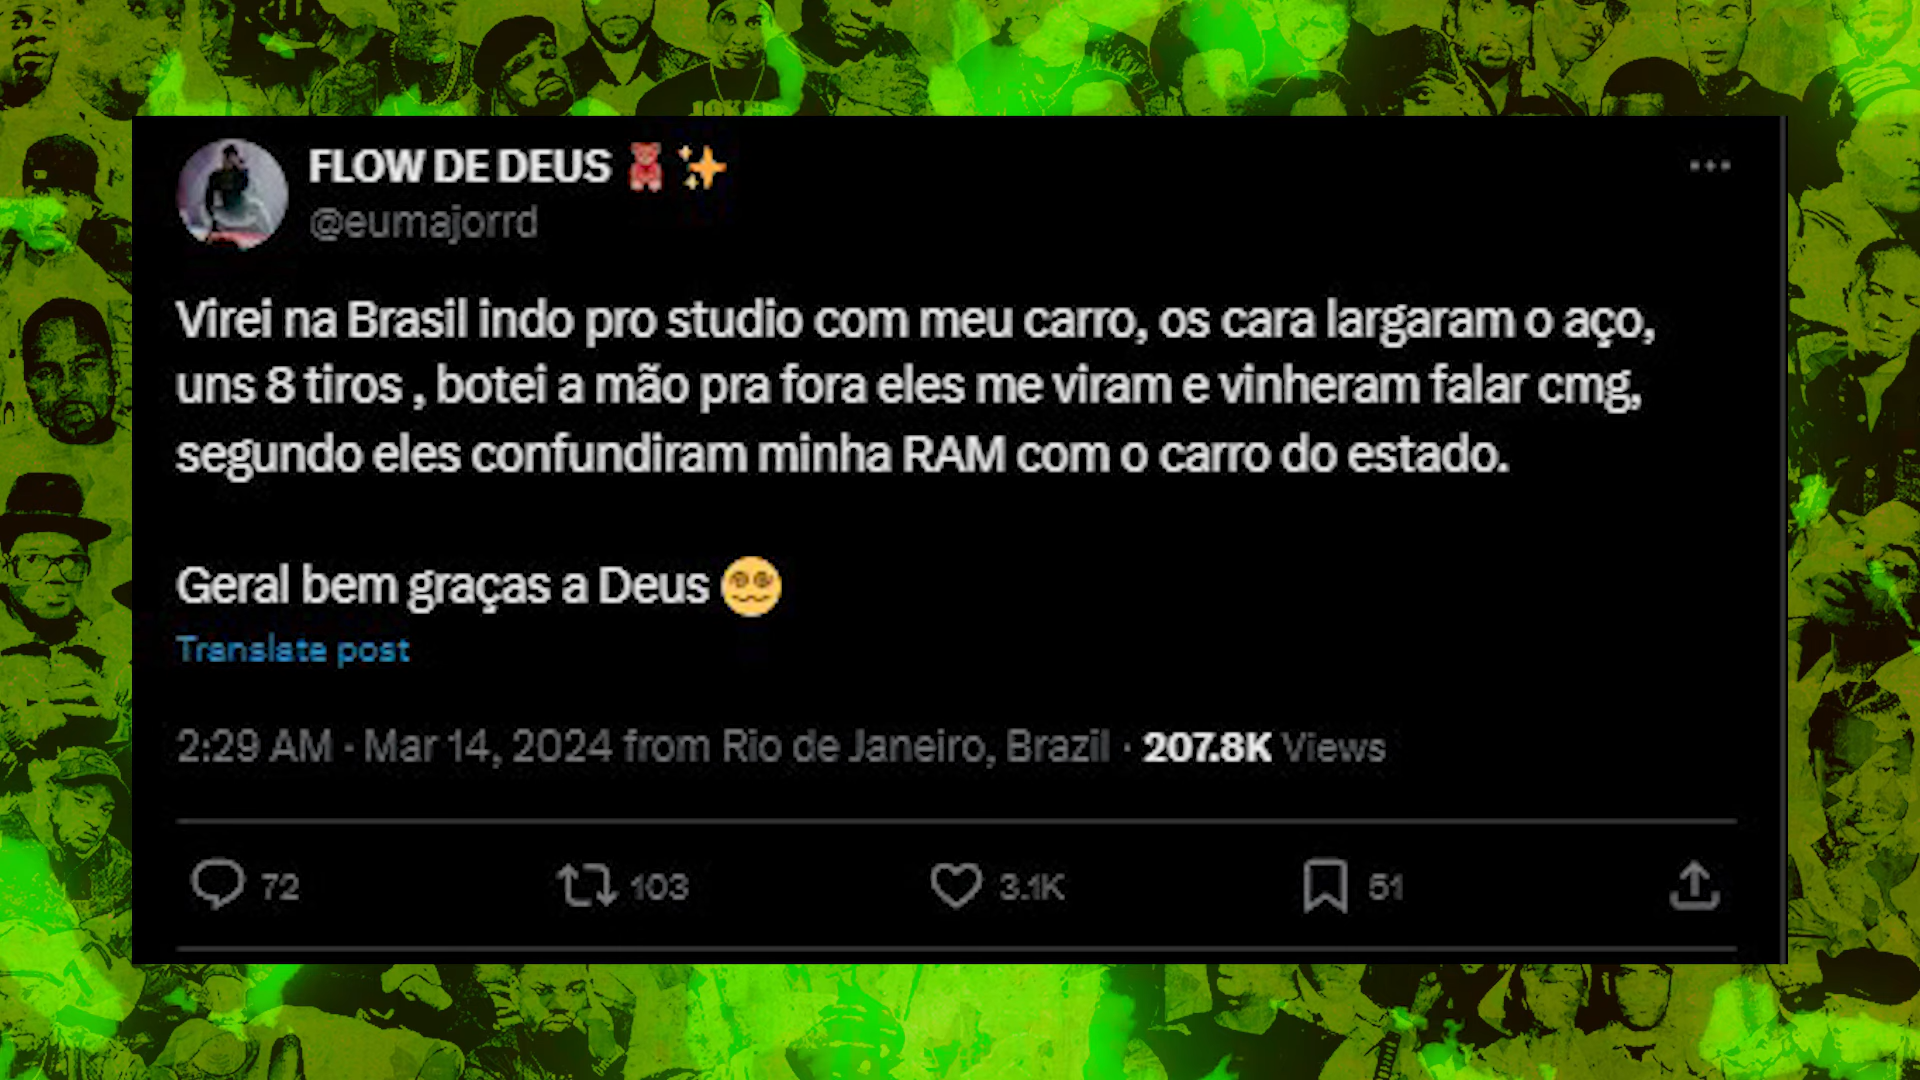 JOKER
FLOW DE DEUS 🧸✨
@eumajorrd
Virei na Brasil indo pro studio com meu carro, os cara largaram o aço,
uns 8 tiros , botei a mão pra fora eles me viram e vinheram falar cmg,
segundo eles confundiram minha RAM com o carro do estado.
Geral bem graças a Deus 😵‍💫
Translate post
2:29 AM · Mar 14, 2024 from Rio de Janeiro, Brazil · 207.8K Views
72 103 3.1K 51